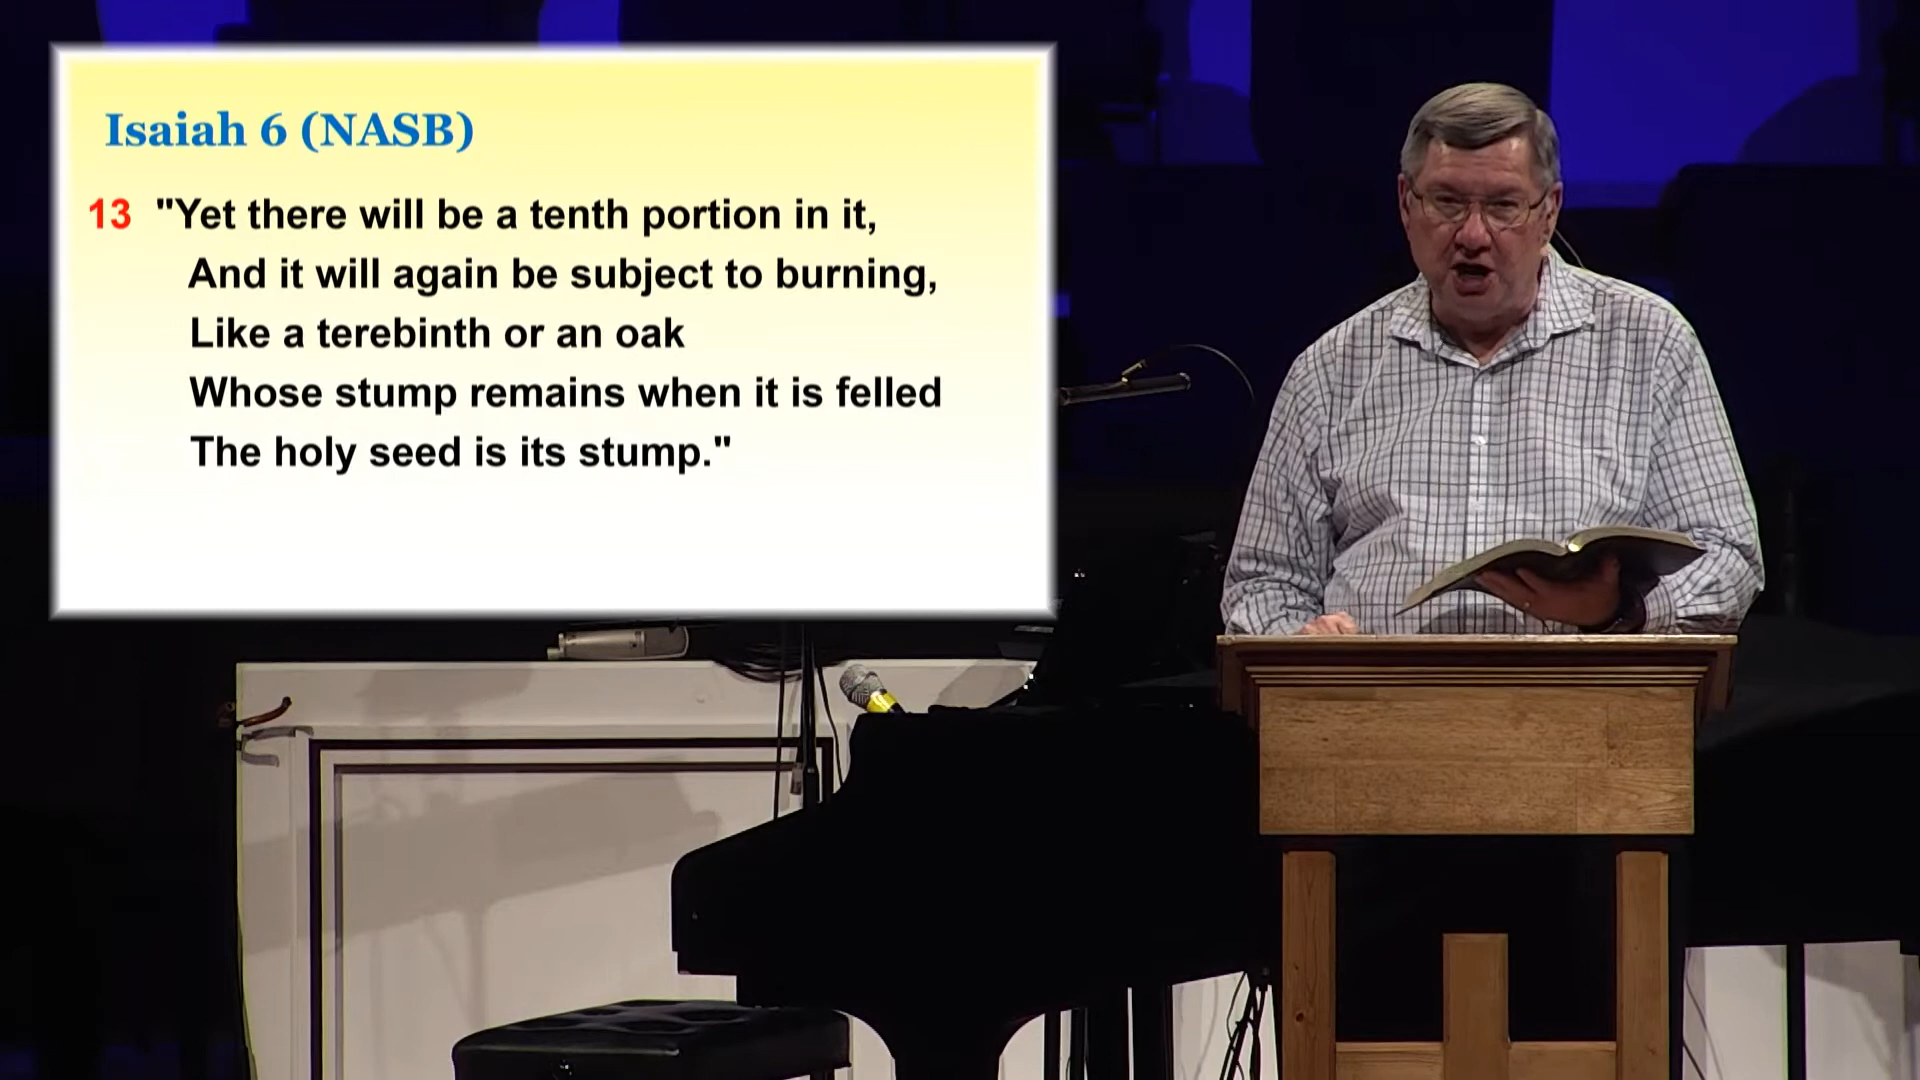 Isaiah 6 (NASB)
13 "Yet there will be a tenth portion in it,
And it will again be subject to burning,
Like a terebinth or an oak
Whose stump remains when it is felled
The holy seed is its stump."